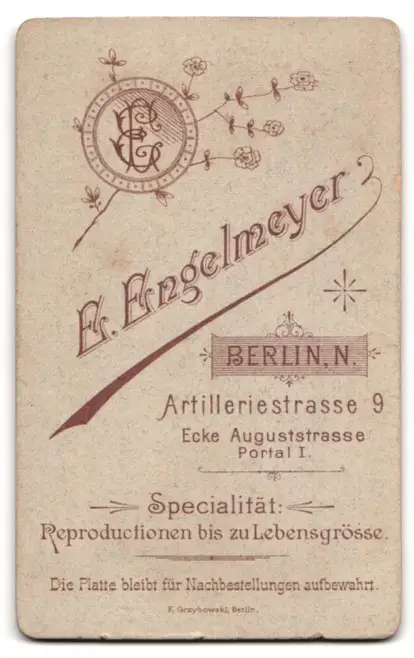 EE
E. Engelmeyer
BERLIN, N.
Artilleriestrasse 9
Ecke Auguststrasse
Portal I.
Specialität:
Reproductionen bis zu Lebensgrösse.
Die Platte bleibt für Nachbestellungen aufbewahrt.
F. Grzybowski, Berlin.